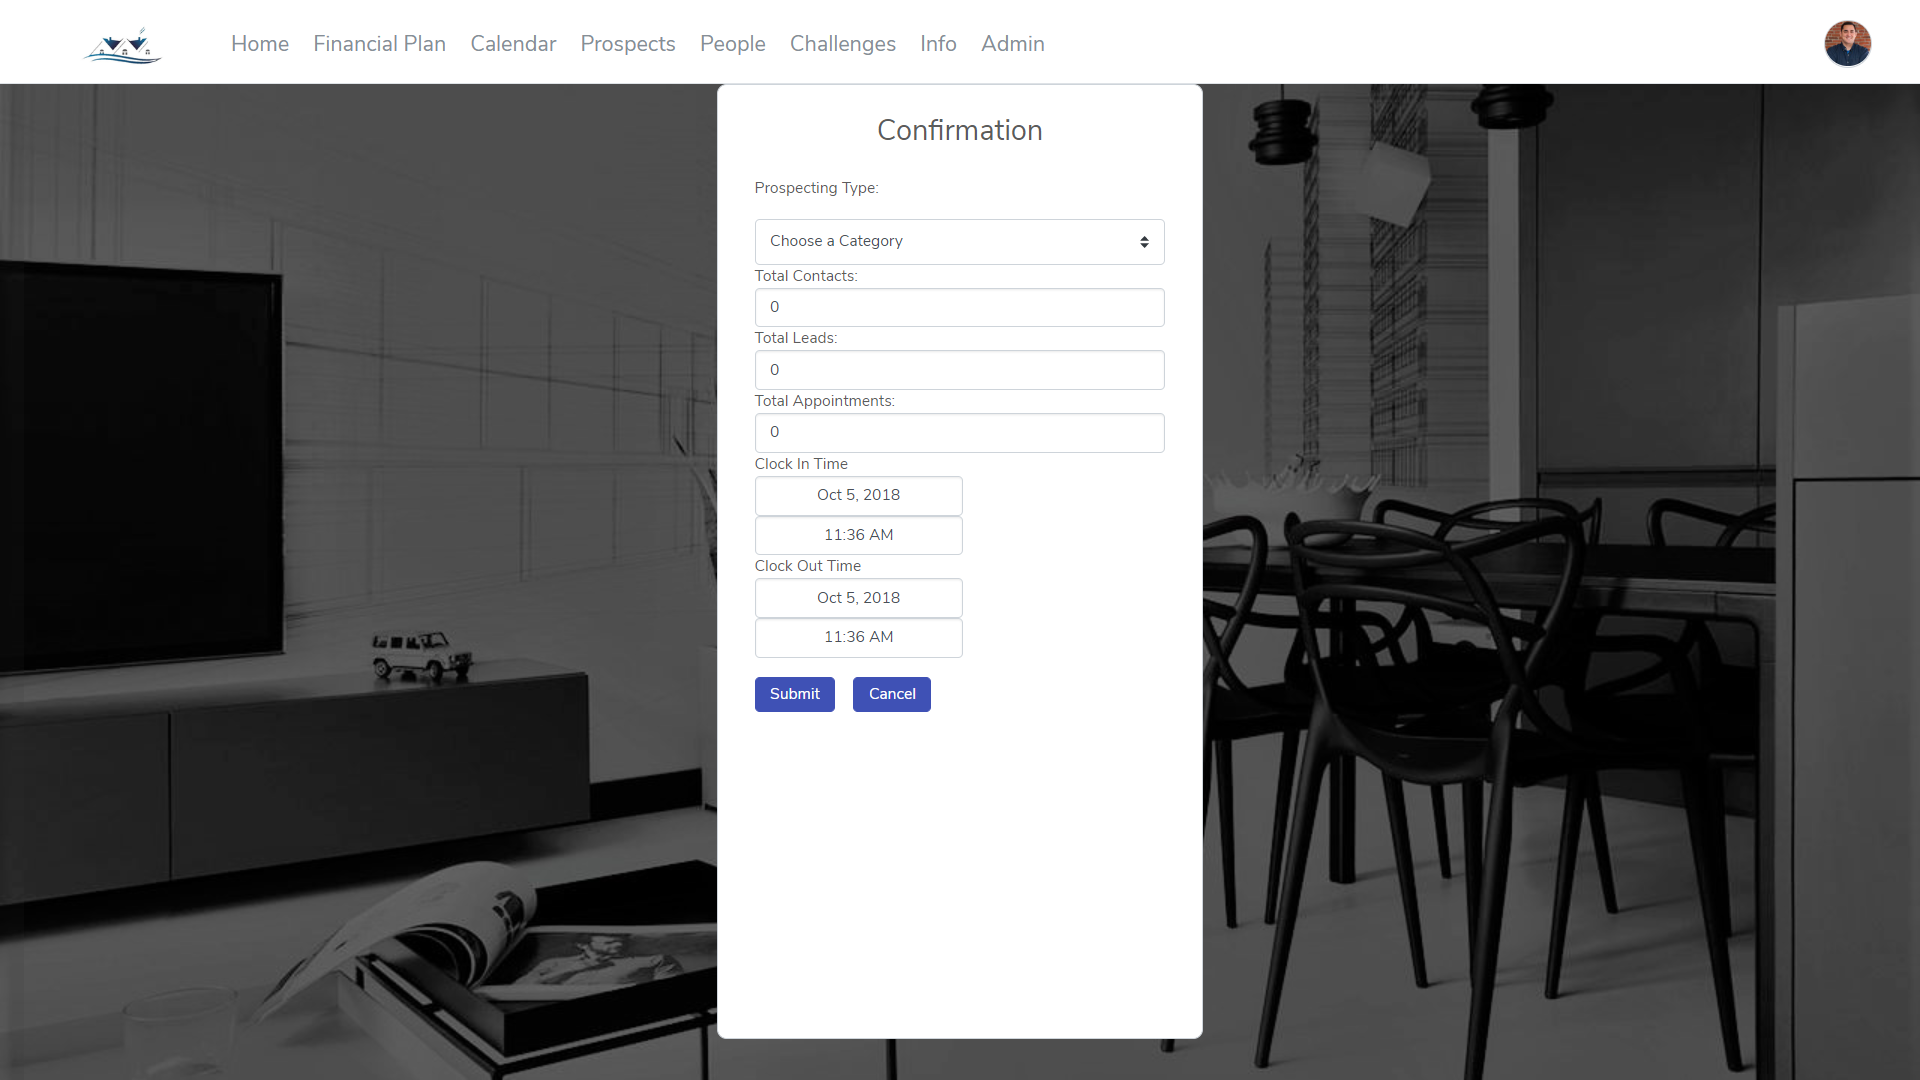 Home Financial Plan Calendar Prospects People Challenges Info Admin
Confirmation
Prospecting Type:
Choose a Category
Total Contacts:
0
Total Leads:
0
Total Appointments:
0
Clock In Time
Oct 5, 2018
11:36 AM
Clock Out Time
Oct 5, 2018
11:36 AM
Submit Cancel